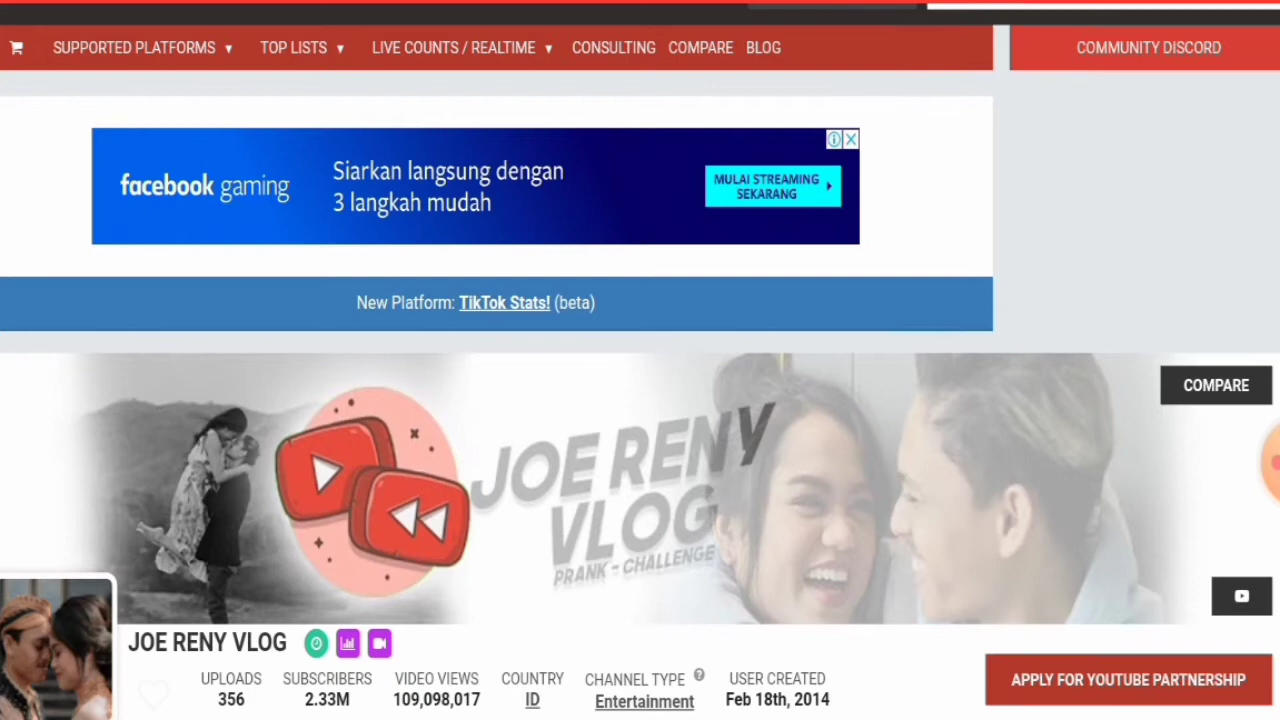 SUPPORTED PLATFORMS ▼ TOP LISTS ▼ LIVE COUNTS / REALTIME ▼ CONSULTING COMPARE BLOG COMMUNITY DISCORD
facebook gaming
Siarkan langsung dengan
3 langkah mudah
MULAI STREAMING
SEKARANG
New Platform: TikTok Stats! (beta)
COMPARE
JOE RENY
VLOG
PRANK - CHALLENGE
JOE RENY VLOG
UPLOADS SUBSCRIBERS VIDEO VIEWS COUNTRY CHANNEL TYPE ? USER CREATED
356 2.33M 109,098,017 ID Entertainment Feb 18th, 2014
APPLY FOR YOUTUBE PARTNERSHIP